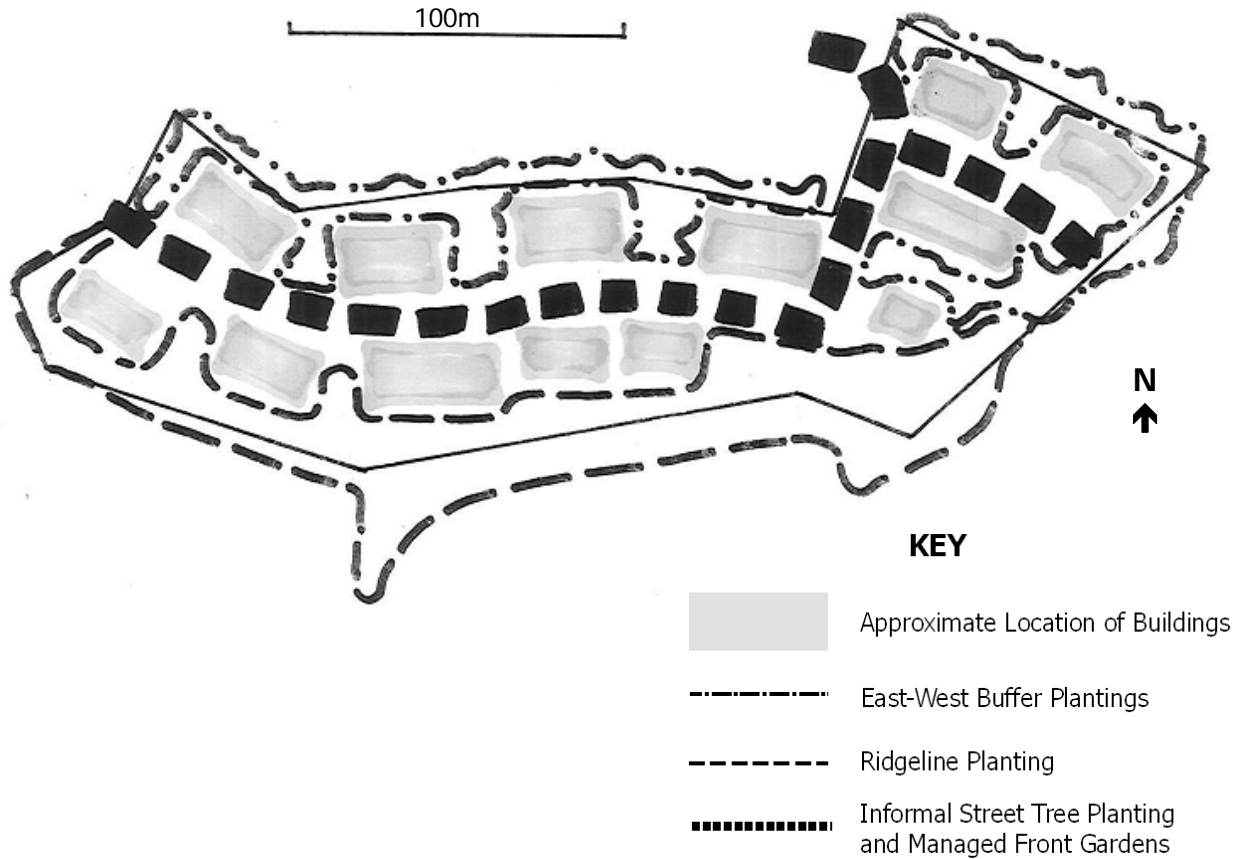 100m
N
KEY
Approximate Location of Buildings
East-West Buffer Plantings
Ridgeline Planting
Informal Street Tree Planting
and Managed Front Gardens